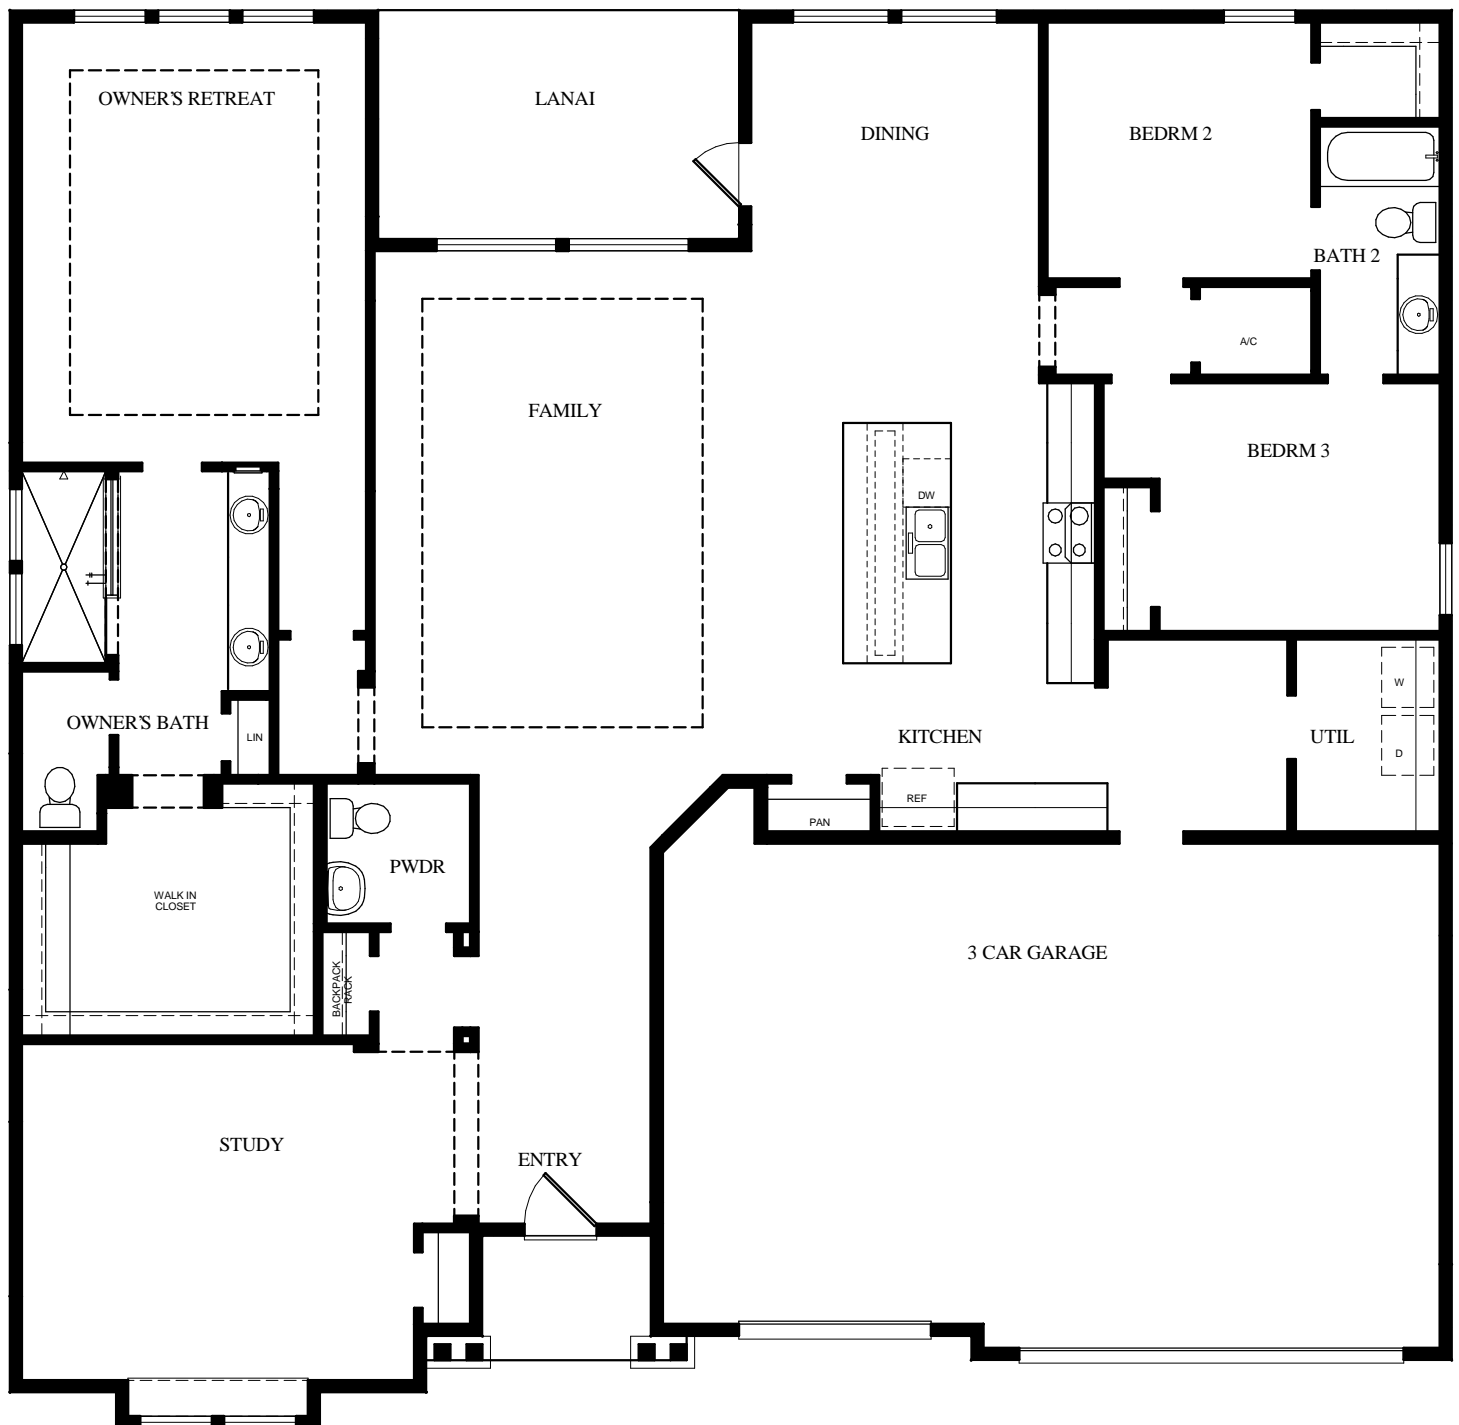 OWNER'S RETREAT
LANAI
DINING
BEDRM 2
BATH 2
A/C
FAMILY
BEDRM 3
DW
W
OWNER'S BATH
LIN
KITCHEN
UTIL
D
REF
PAN
PWDR
WALK IN
CLOSET
3 CAR GARAGE
BACKPACK
RACK
STUDY
ENTRY